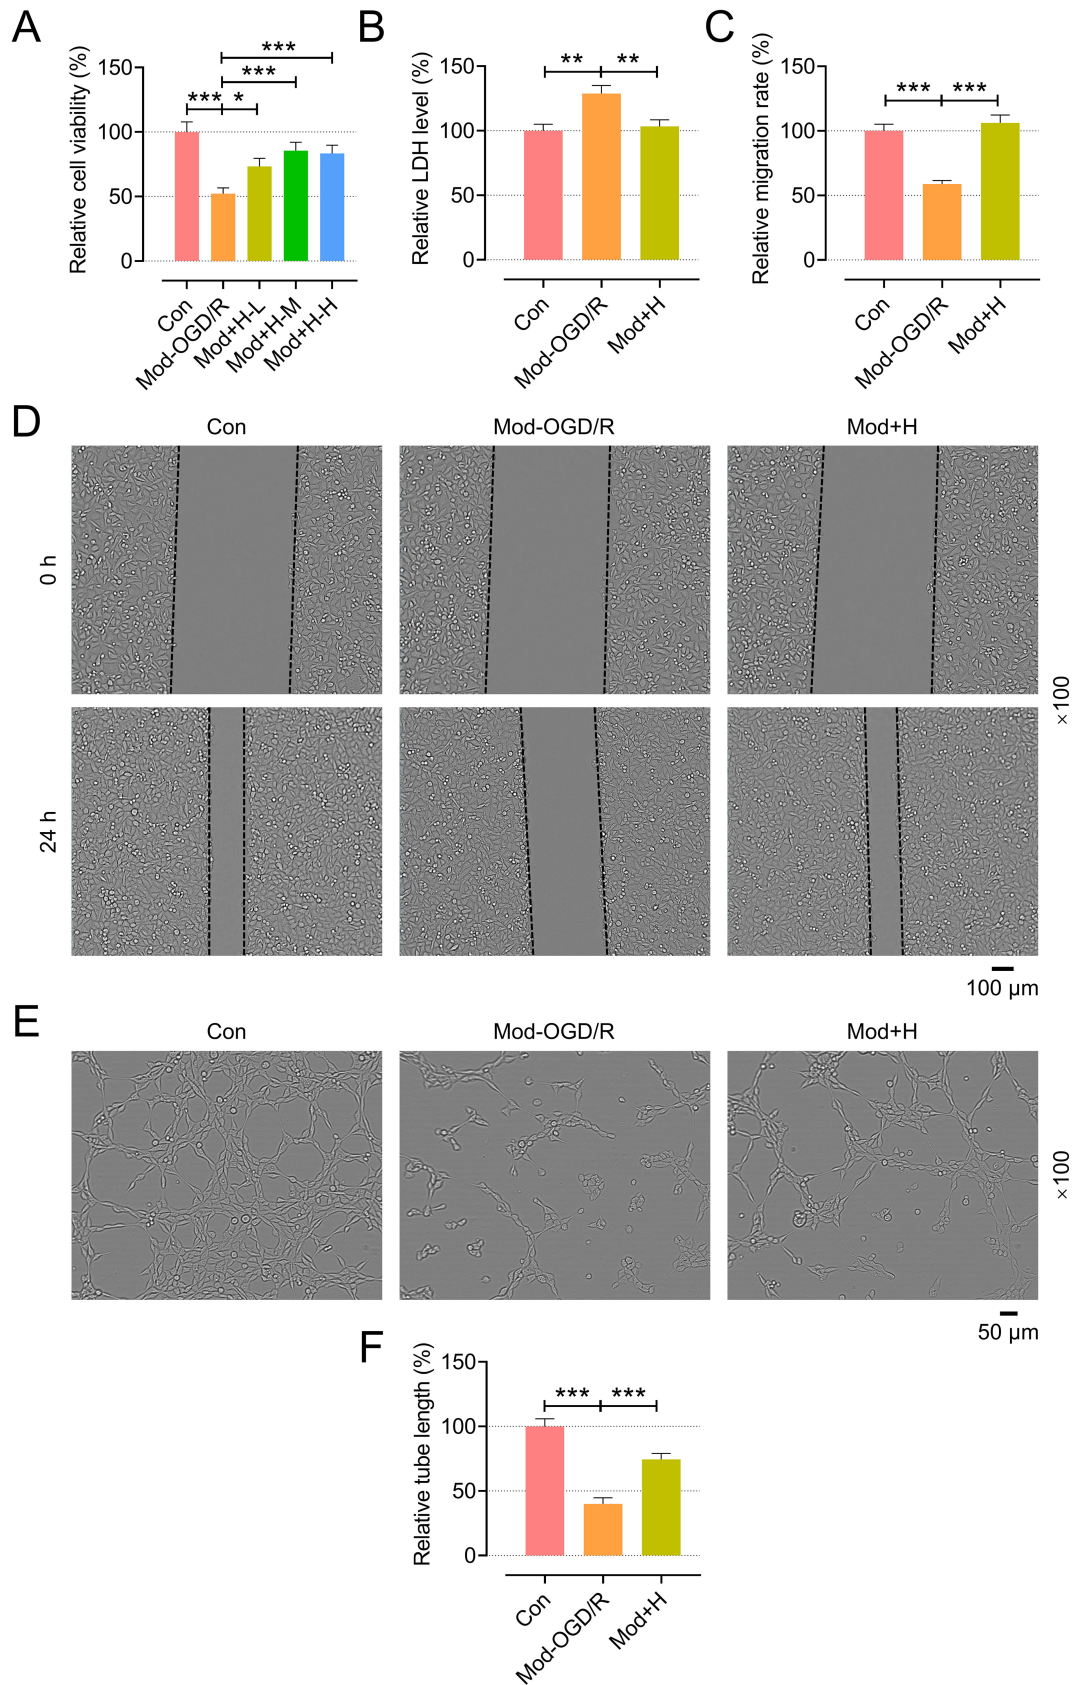 A
Relative cell viability (%)
150
100
50
0
***
***
*** *
Con
Mod-OGD/R
Mod+H-L
Mod+H-M
Mod+H-H
B
Relative LDH level (%)
150
100
50
0
** **
Con
Mod-OGD/R
Mod+H
C
Relative migration rate (%)
150
100
50
0
*** ***
Con
Mod-OGD/R
Mod+H
D
Con Mod-OGD/R Mod+H
0 h
24 h
×100
100 µm
E
Con Mod-OGD/R Mod+H
×100
50 µm
F
Relative tube length (%)
150
100
50
0
*** ***
Con
Mod-OGD/R
Mod+H